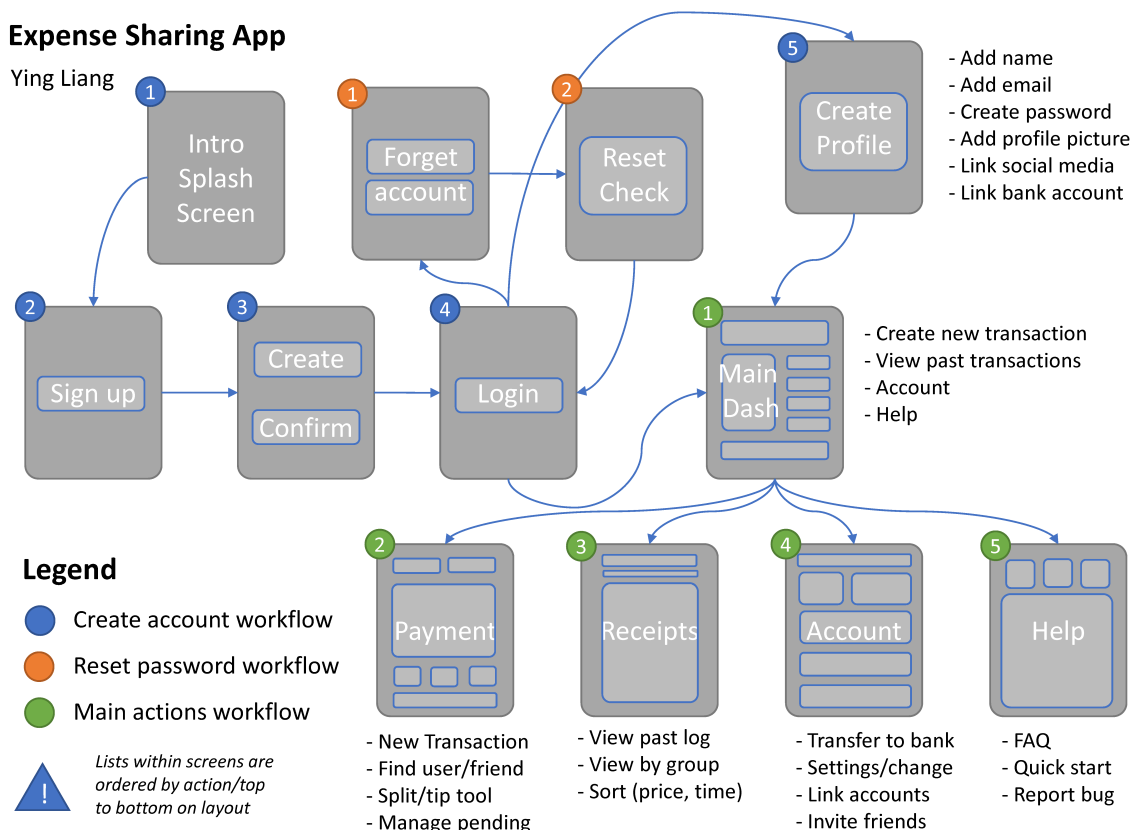 Expense Sharing App
Ying Liang
1
Intro
Splash
Screen
2
Sign up
3
Create
Confirm
4
Login
1
Forget
account
2
Reset
Check
5
Create
Profile
- Add name
- Add email
- Create password
- Add profile picture
- Link social media
- Link bank account
1
Main
Dash
- Create new transaction
- View past transactions
- Account
- Help
2
Payment
- New Transaction
- Find user/friend
- Split/tip tool
- Manage pending
3
Receipts
- View past log
- View by group
- Sort (price, time)
4
Account
- Transfer to bank
- Settings/change
- Link accounts
- Invite friends
5
Help
- FAQ
- Quick start
- Report bug
Legend
Create account workflow
Reset password workflow
Main actions workflow
!
Lists within screens are
ordered by action/top
to bottom on layout